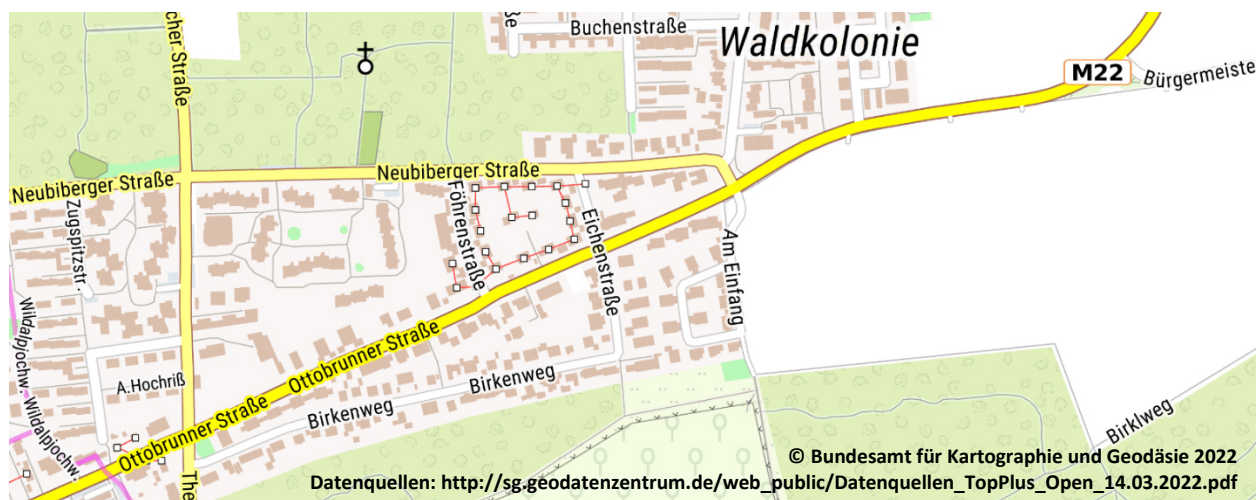 cher Straße
aße
Buchenstraße
Waldkolonie
M22
Bürgermeiste
Neubiberger Straße
Neubiberger Straße
Zugspitzstr.
Föhrenstraße
Eichenstraße
Am Einfang
Wildalpjochw.
Wildalpjochw.
A.Hochriß
Ottobrunner Straße
Ottobrunner Straße
Birkenweg
Birkenweg
Birklweg
The
© Bundesamt für Kartographie und Geodäsie 2022
Datenquellen: http://sg.geodatenzentrum.de/web_public/Datenquellen_TopPlus_Open_14.03.2022.pdf